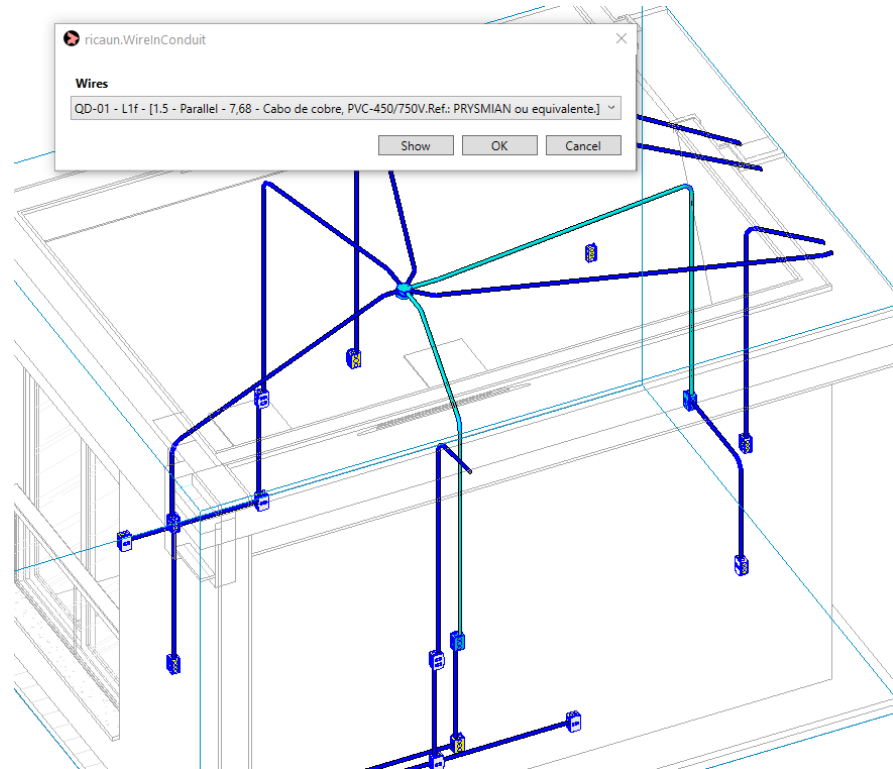 ricaun.WireInConduit
Wires
QD-01 - L1f - [1.5 - Parallel - 7,68 - Cabo de cobre, PVC-450/750V.Ref.: PRYSMIAN ou equivalente.]
Show OK Cancel